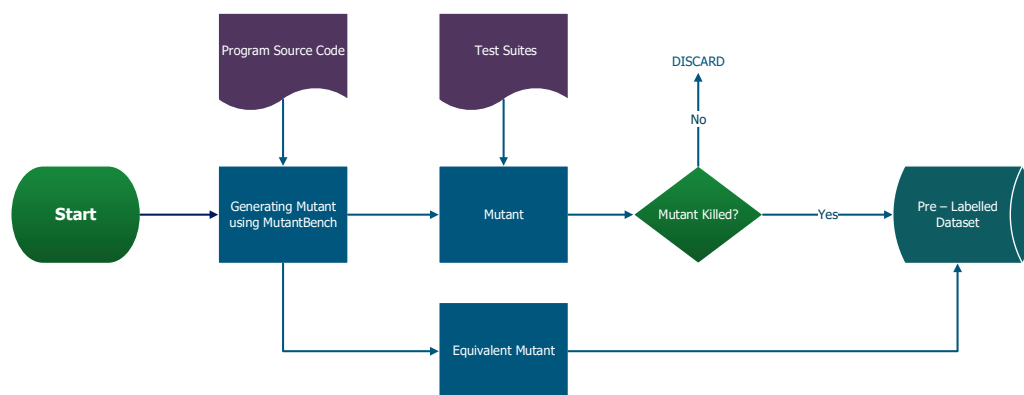 Program Source Code
Test Suites
DISCARD
No
Start
Generating Mutant
using MutantBench
Mutant
Mutant Killed?
Yes
Pre – Labelled
Dataset
Equivalent Mutant